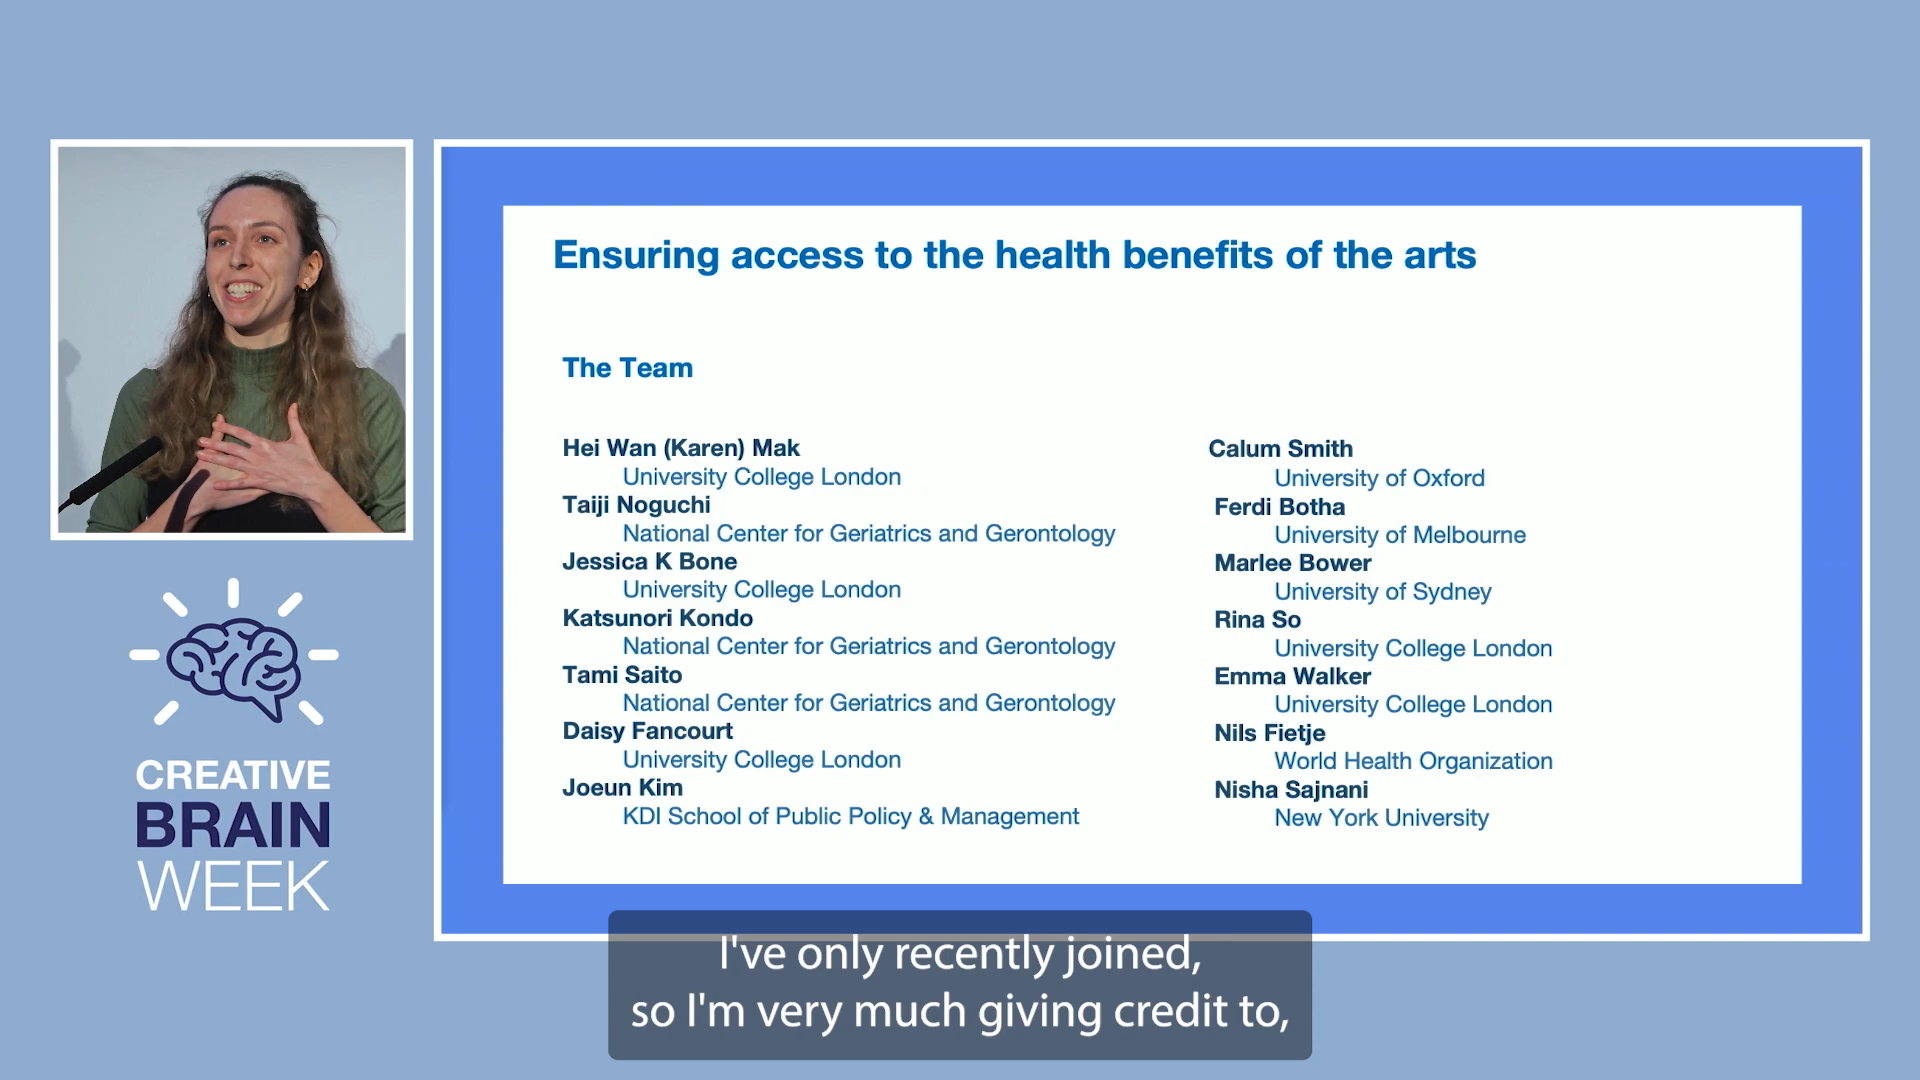 Ensuring access to the health benefits of the arts
The Team
Hei Wan (Karen) Mak
University College London
Taiji Noguchi
National Center for Geriatrics and Gerontology
Jessica K Bone
University College London
Katsunori Kondo
National Center for Geriatrics and Gerontology
Tami Saito
National Center for Geriatrics and Gerontology
Daisy Fancourt
University College London
Joeun Kim
KDI School of Public Policy & Management
Calum Smith
University of Oxford
Ferdi Botha
University of Melbourne
Marlee Bower
University of Sydney
Rina So
University College London
Emma Walker
University College London
Nils Fietje
World Health Organization
Nisha Sajnani
New York University
CREATIVE
BRAIN
WEEK
I've only recently joined,
so I'm very much giving credit to,